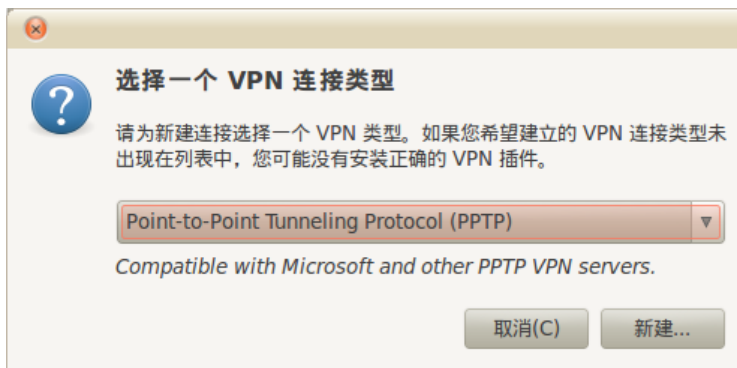 选择一个 VPN 连接类型
请为新建连接选择一个 VPN 类型。如果您希望建立的 VPN 连接类型未
出现在列表中，您可能没有安装正确的 VPN 插件。
Point-to-Point Tunneling Protocol (PPTP)
Compatible with Microsoft and other PPTP VPN servers.
取消(C) 新建...